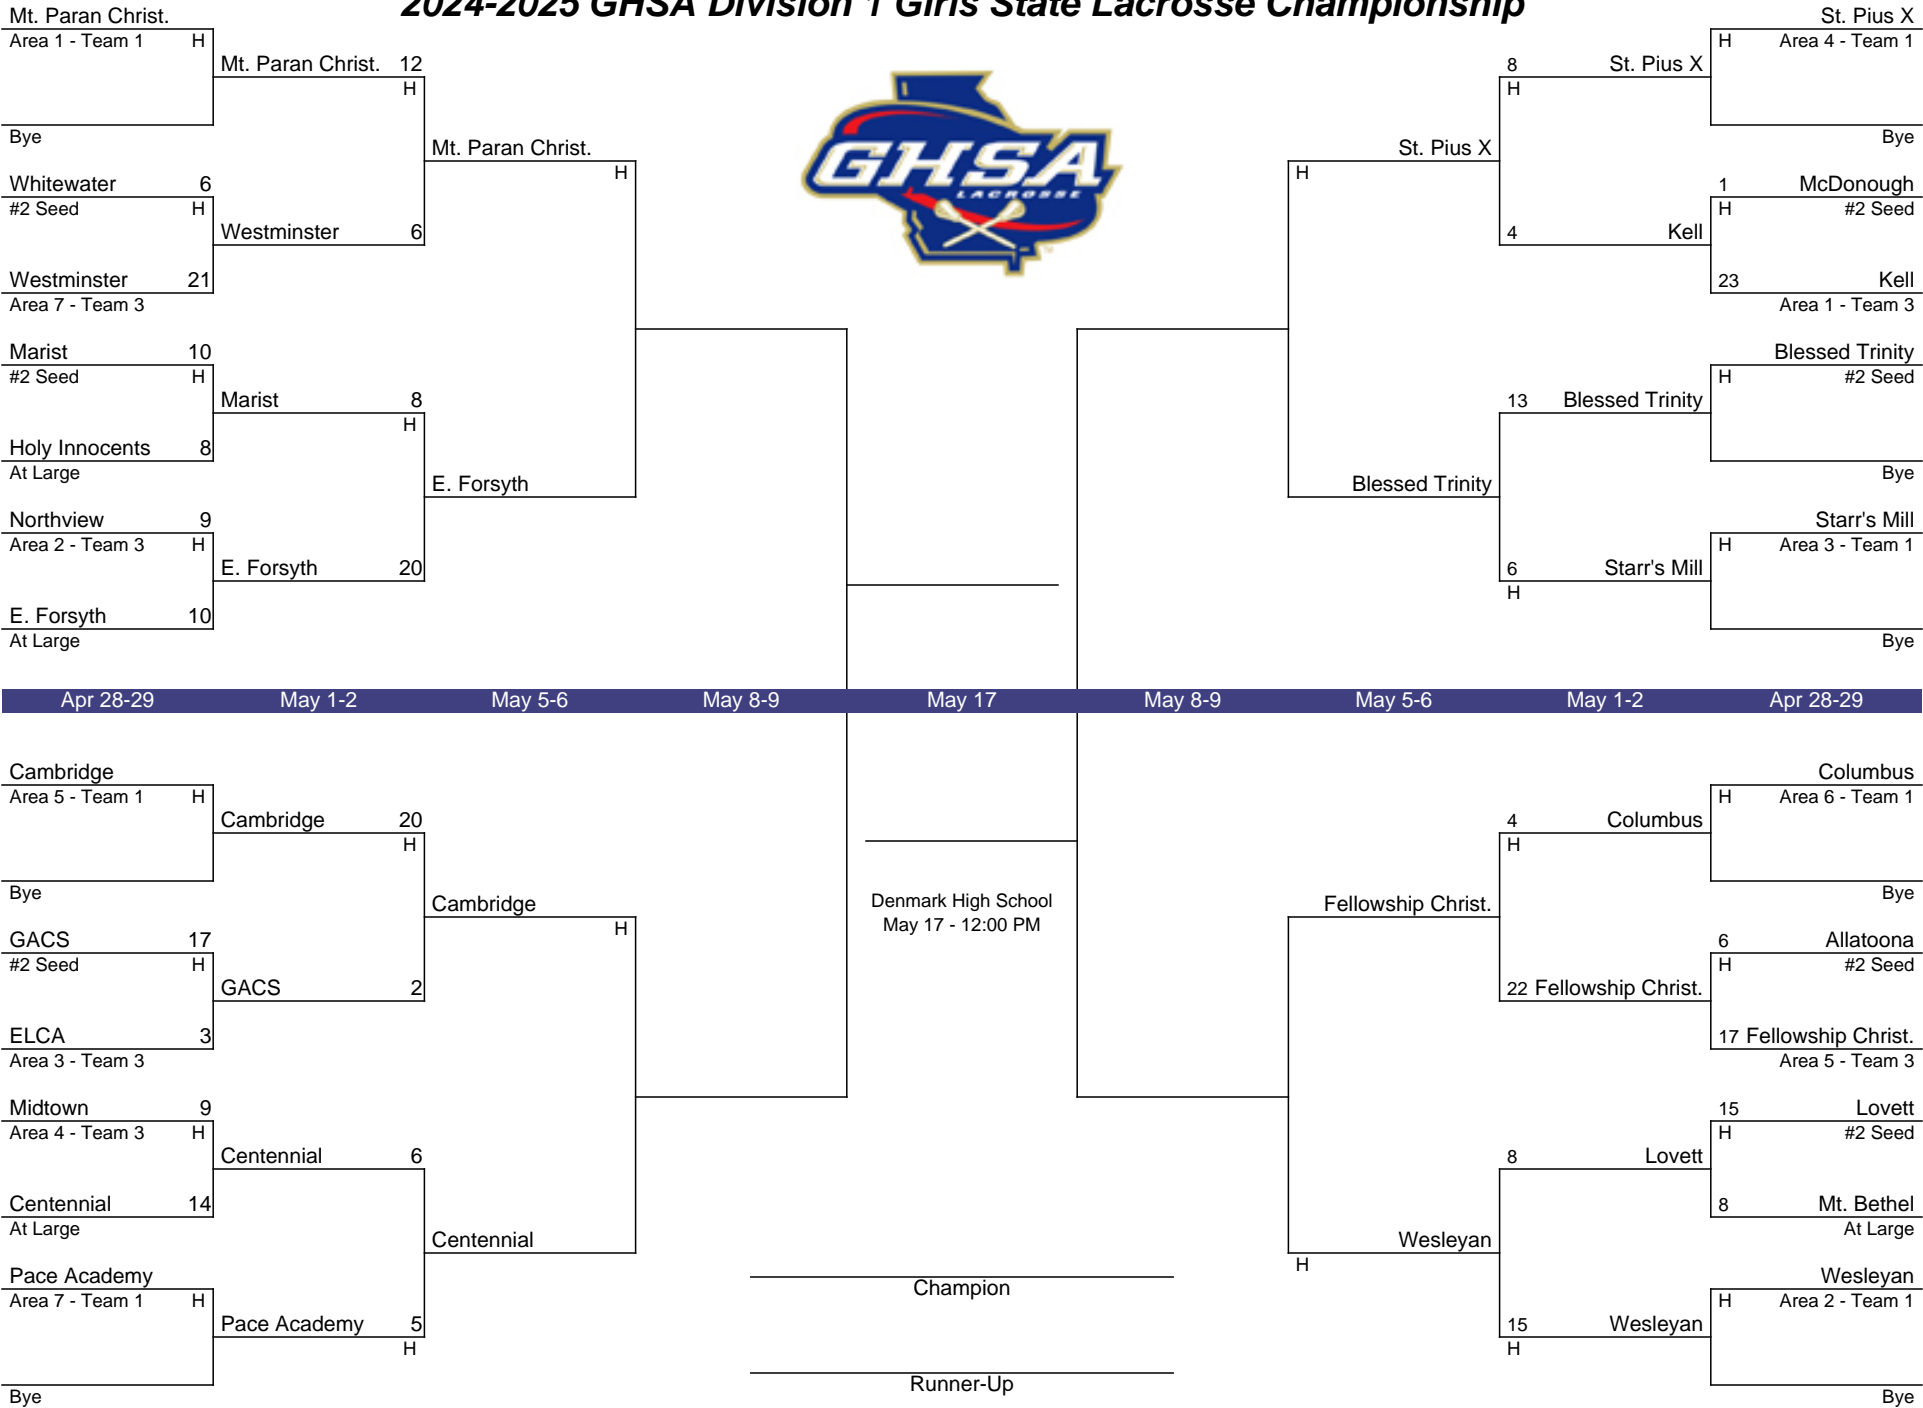 2024-2025 GHSA Division 1 Girls State Lacrosse Championship
GHSA
LACROSSE
Mt. Paran Christ.
Area 1 - Team 1 H
Bye
Whitewater 6
#2 Seed H
Westminster 21
Area 7 - Team 3
Marist 10
#2 Seed H
Holy Innocents 8
At Large
Northview 9
Area 2 - Team 3 H
E. Forsyth 10
At Large
Mt. Paran Christ. 12
H
Westminster 6
Marist 8
H
E. Forsyth 20
Mt. Paran Christ.
H
E. Forsyth
St. Pius X
H
Blessed Trinity
8 St. Pius X
H
4 Kell
13 Blessed Trinity
6 Starr's Mill
H
St. Pius X
H Area 4 - Team 1
Bye
1 McDonough
H #2 Seed
23 Kell
Area 1 - Team 3
Blessed Trinity
H #2 Seed
Bye
Starr's Mill
H Area 3 - Team 1
Bye
Apr 28-29 May 1-2 May 5-6 May 8-9 May 17 May 8-9 May 5-6 May 1-2 Apr 28-29
Cambridge
Area 5 - Team 1 H
Bye
GACS 17
#2 Seed H
ELCA 3
Area 3 - Team 3
Midtown 9
Area 4 - Team 3 H
Centennial 14
At Large
Pace Academy
Area 7 - Team 1 H
Bye
Cambridge 20
H
GACS 2
Centennial 6
Pace Academy 5
H
Cambridge
H
Centennial
Denmark High School
May 17 - 12:00 PM
Champion
Runner-Up
Fellowship Christ.
Wesleyan
H
4 Columbus
H
22 Fellowship Christ.
8 Lovett
15 Wesleyan
H
Columbus
H Area 6 - Team 1
Bye
6 Allatoona
H #2 Seed
17 Fellowship Christ.
Area 5 - Team 3
15 Lovett
H #2 Seed
8 Mt. Bethel
At Large
Wesleyan
H Area 2 - Team 1
Bye